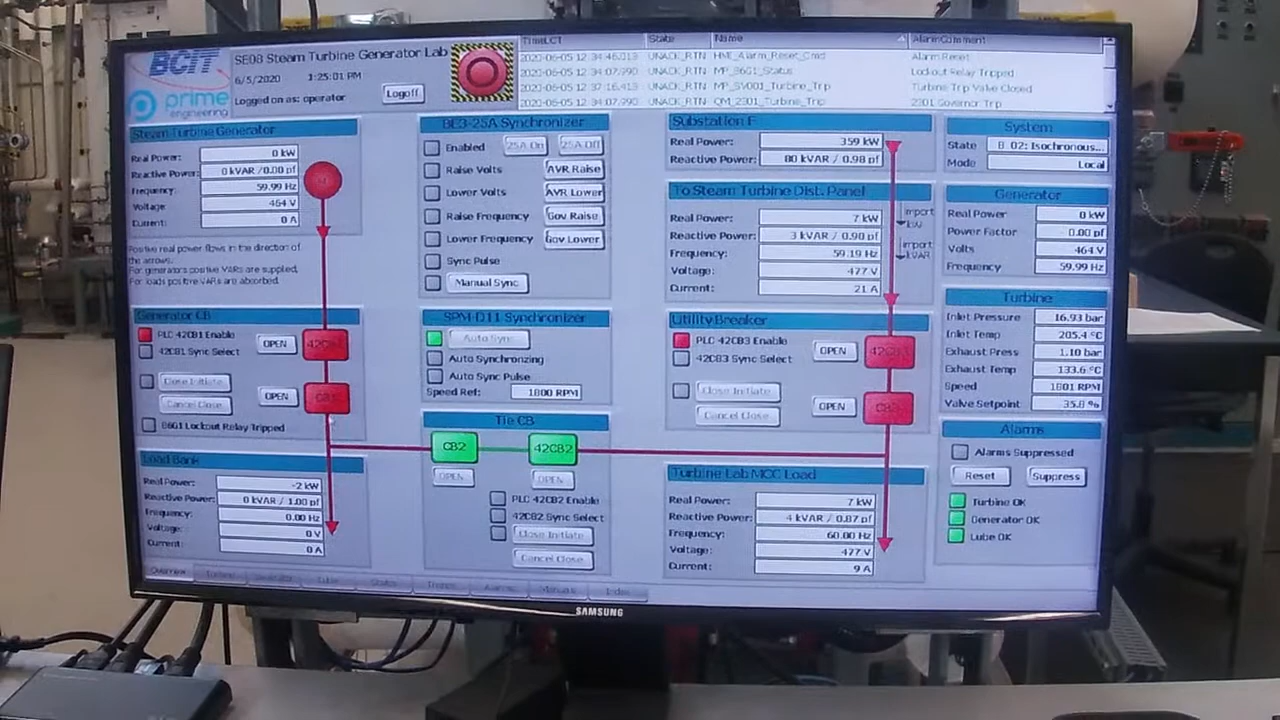 BCIT
prime
engineering
SE08 Steam Turbine Generator Lab
6/5/2020 1:25:01 PM
Logged on as: operator
Logoff
Time LCT State Name AlarmComment
2020-06-05 12:34:46.013 UNACK_RTN HMI_Alarm_Reset_Cmd Alarm Reset
2020-06-05 12:34:07.990 UNACK_RTN MP_86G1_Status Lockout Relay Tripped
2020-06-05 12:37:16.413 UNACK_RTN MP_SV001_Turbine_Trip Turbine Trip Valve Closed
2020-06-05 12:34:07.990 UNACK_RTN QM_2301_Turbine_Trip 2301 Governor Trip
Steam Turbine Generator
Real Power: 0 kW
Reactive Power: 0 kVAR/0.00 pf
Frequency: 59.99 Hz
Voltage: 464 V
Current: 0 A
Positive real power flows in the direction of
the arrows.
For generators positive VARs are supplied,
For loads positive VARs are absorbed.
Generator CB
PLC 42CB1 Enable
42CB1 Sync Select
OPEN
Close Initiate
Cancel Close
OPEN
86G1 Lockout Relay Tripped
Load Bank
Real Power: -2 kW
Reactive Power: 0 kVAR / 1.00 pf
Frequency: 0.00 Hz
Voltage: 0 V
Current: 0 A
BE3-25A Synchronizer
Enabled 25A On 25A Off
Raise Volts AVR Raise
Lower Volts AVR Lower
Raise Frequency Gov Raise
Lower Frequency Gov Lower
Sync Pulse
Manual Sync
SPM-D11 Synchronizer
Auto Sync
Auto Synchronizing
Auto Sync Pulse
Speed Ref: 1800 RPM
Tie CB
CB2 42CB2
OPEN OPEN
PLC 42CB2 Enable
42CB2 Sync Select
Close Initiate
Cancel Close
Substation F
Real Power: 359 kW
Reactive Power: 80 kVAR / 0.98 pf
To Steam Turbine Dist. Panel
Real Power: 7 kW
Reactive Power: 3 kVAR / 0.90 pf
Frequency: 59.19 Hz
Voltage: 477 V
Current: 21 A
import
kW
import
kVAR
Utility Breaker
PLC 42CB3 Enable
42CB3 Sync Select
OPEN
Close Initiate
Cancel Close
OPEN
Turbine Lab MCC Load
Real Power: 7 kW
Reactive Power: 4 kVAR / 0.87 pf
Frequency: 60.00 Hz
Voltage: 477 V
Current: 9 A
System
State 8 02: Isochronous...
Mode Local
Generator
Real Power 0 kW
Power Factor 0.00 pf
Volts 464 V
Frequency 59.99 Hz
Turbine
Inlet Pressure 16.93 bar
Inlet Temp 205.4 °C
Exhaust Press 1.10 bar
Exhaust Temp 133.6 °C
Speed 1801 RPM
Valve Setpoint 35.8 %
Alarms
Alarms Suppressed
Reset Suppress
Turbine OK
Generator OK
Lube OK
Overview
SAMSUNG